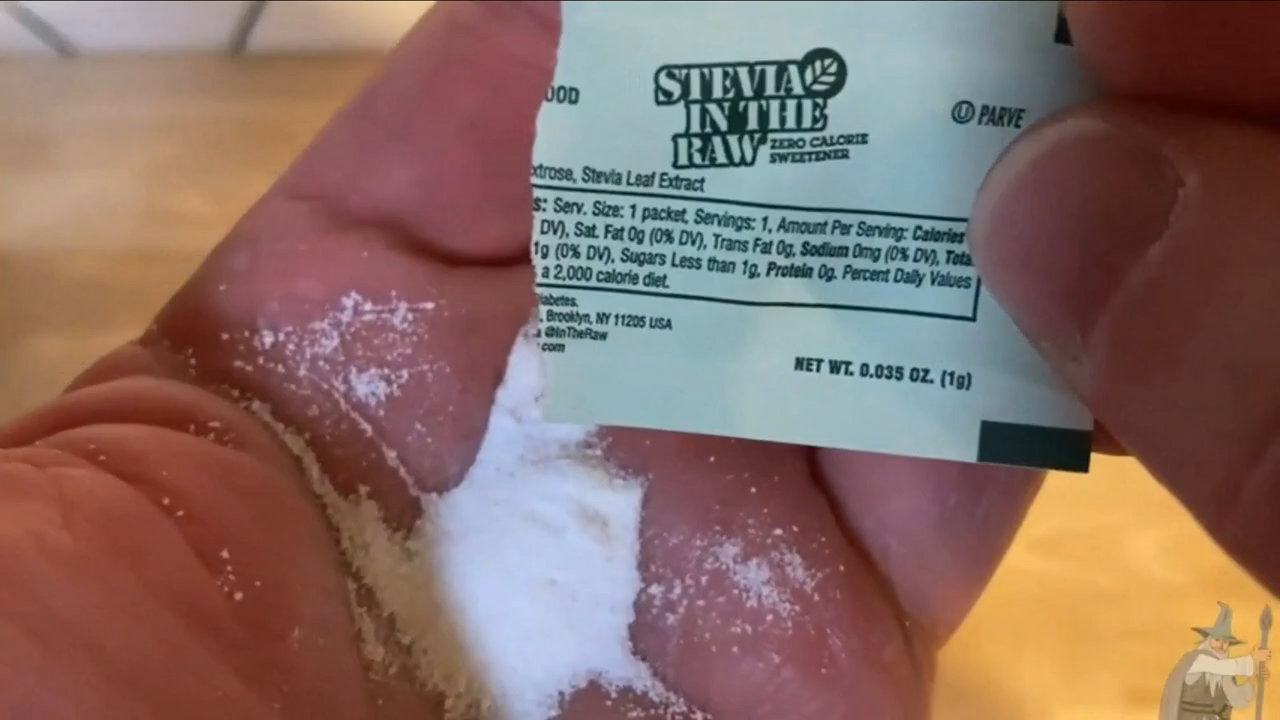 OOD
STEVIA
IN THE
RAW
ZERO CALORIE
SWEETENER
U PARVE
xtrose, Stevia Leaf Extract
s: Serv. Size: 1 packet, Servings: 1, Amount Per Serving: Calories
DV), Sat. Fat 0g (0% DV), Trans Fat 0g, Sodium 0mg (0% DV), Tota
1g (0% DV), Sugars Less than 1g, Protein 0g. Percent Daily Values
a 2,000 calorie diet.
iabetes.
, Brooklyn, NY 11205 USA
a @InTheRaw
.com
NET WT. 0.035 OZ. (1g)